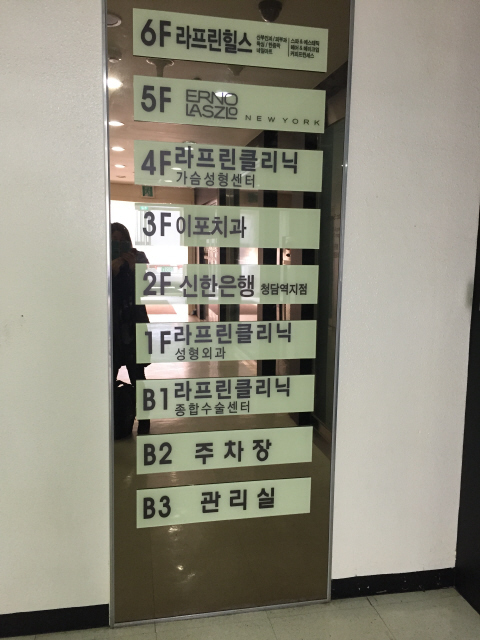 6F 라프린힐스
5F ERNO LASZLO NEW YORK
4F 라프린클리닉
가슴성형센터
3F 이포치과
2F 신한은행 청담역지점
1F 라프린클리닉
성형외과
B1 라프린클리닉
종합수술센터
B2 주차장
B3 관리실